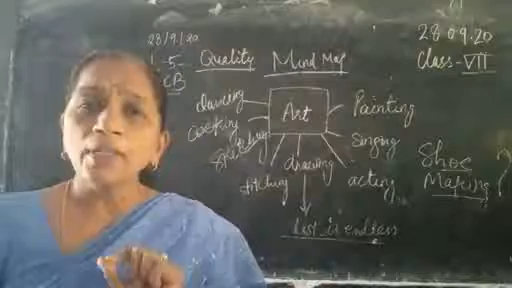 28/9/20
-5-
CB
Quality Mind Map
28.09.20
Class-VII
Art
dancing
Cooking
Sketching
stitching
drawing
acting
singing
Painting
List is endless
Shoe
Making?